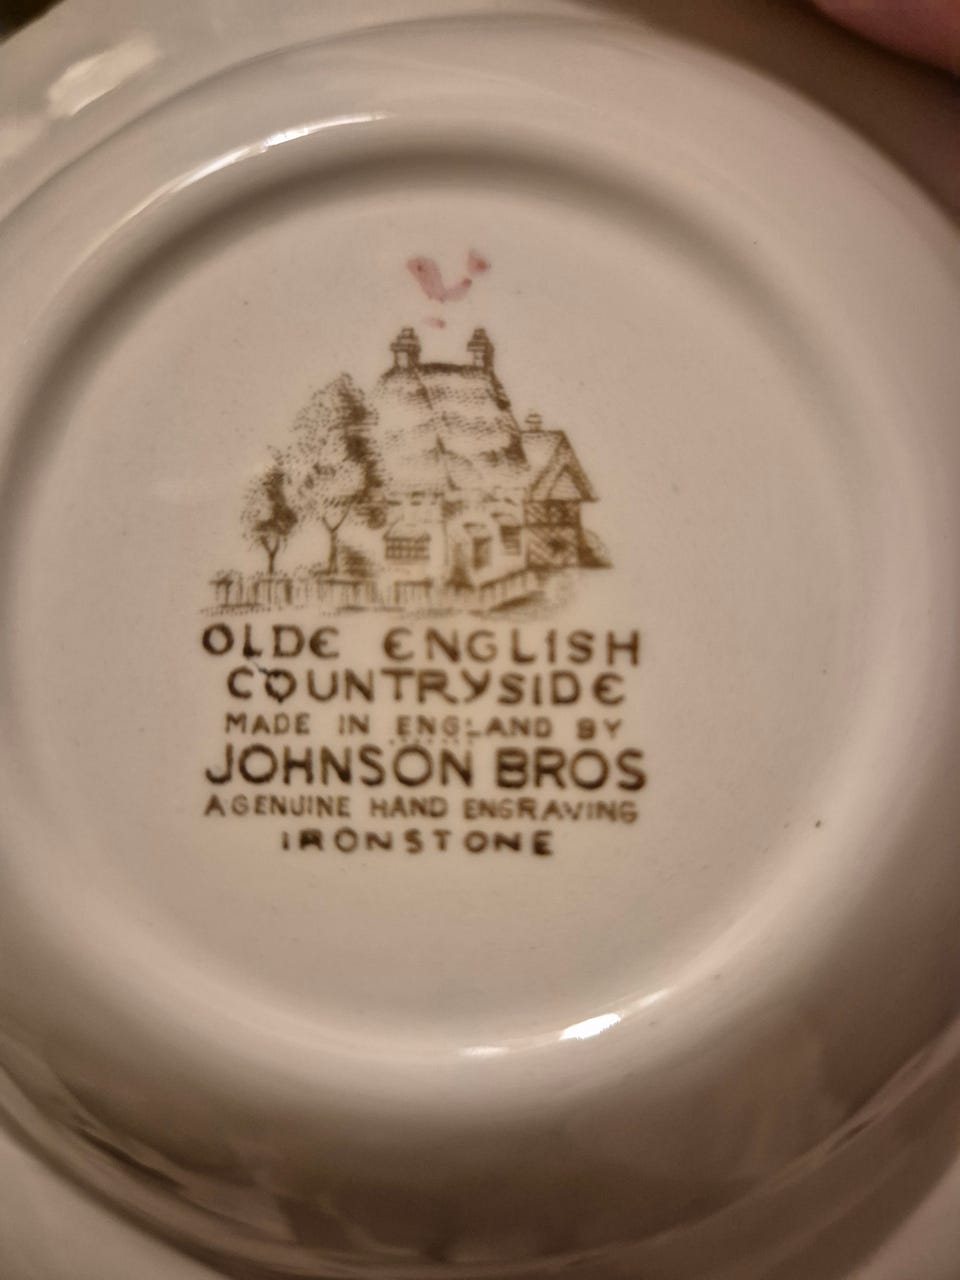 OLDE ENGLISH
COUNTRYSIDE
MADE IN ENGLAND BY
JOHNSON BROS
A GENUINE HAND ENGRAVING
IRONSTONE